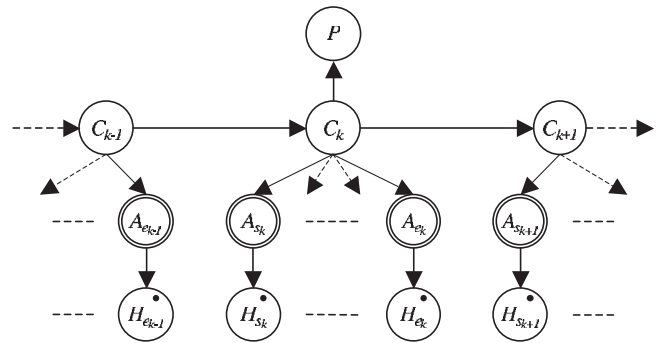 P
C_{k-1} C_k C_{k+1}
A_{e_{k-1}} A_{s_k} A_{e_k} A_{s_{k+1}}
H_{e_{k-1}} H_{s_k} H_{e_k} H_{s_{k+1}}